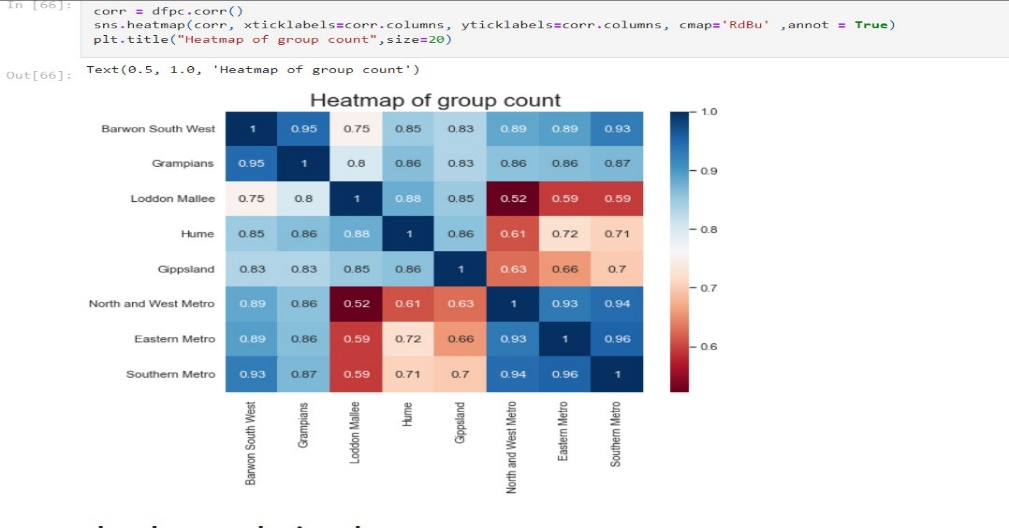 In [66]:
corr = dfpc.corr()
sns.heatmap(corr, xticklabels=corr.columns, yticklabels=corr.columns, cmap='RdBu' ,annot = True)
plt.title("Heatmap of group count",size=20)
Out[66]: Text(0.5, 1.0, 'Heatmap of group count')
Heatmap of group count
Barwon South West 1 0.95 0.75 0.85 0.83 0.89 0.89 0.93
Grampians 0.95 1 0.8 0.86 0.83 0.86 0.86 0.87
Loddon Mallee 0.75 0.8 1 0.88 0.85 0.52 0.59 0.59
Hume 0.85 0.86 0.88 1 0.86 0.61 0.72 0.71
Gippsland 0.83 0.83 0.85 0.86 1 0.63 0.66 0.7
North and West Metro 0.89 0.86 0.52 0.61 0.63 1 0.93 0.94
Eastern Metro 0.89 0.86 0.59 0.72 0.66 0.93 1 0.96
Southern Metro 0.93 0.87 0.59 0.71 0.7 0.94 0.96 1
Barwon South West
Grampians
Loddon Mallee
Hume
Gippsland
North and West Metro
Eastern Metro
Southern Metro
1.0
0.9
0.8
0.7
0.6